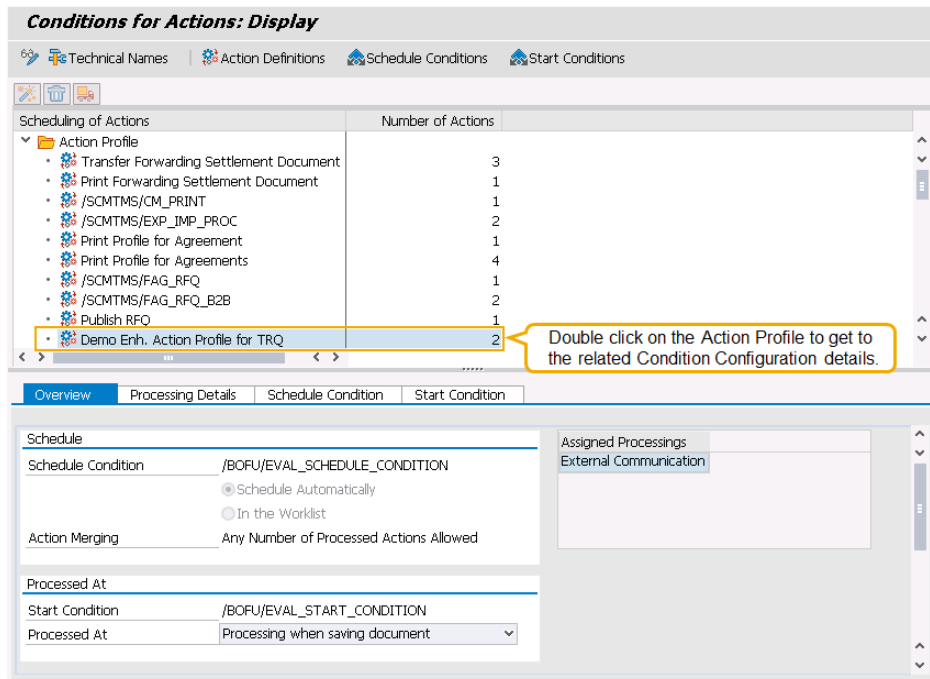 Conditions for Actions: Display
Technical Names
Action Definitions
Schedule Conditions
Start Conditions
Scheduling of Actions Number of Actions
Action Profile
Transfer Forwarding Settlement Document 3
Print Forwarding Settlement Document 1
/SCMTMS/CM_PRINT 1
/SCMTMS/EXP_IMP_PROC 2
Print Profile for Agreement 1
Print Profile for Agreements 4
/SCMTMS/FAG_RFQ 1
/SCMTMS/FAG_RFQ_B2B 2
Publish RFQ 1
Demo Enh. Action Profile for TRQ 2
Double click on the Action Profile to get to
the related Condition Configuration details.
Overview Processing Details Schedule Condition Start Condition
Schedule
Schedule Condition /BOFU/EVAL_SCHEDULE_CONDITION
Schedule Automatically
In the Worklist
Action Merging Any Number of Processed Actions Allowed
Assigned Processings
External Communication
Processed At
Start Condition /BOFU/EVAL_START_CONDITION
Processed At Processing when saving document